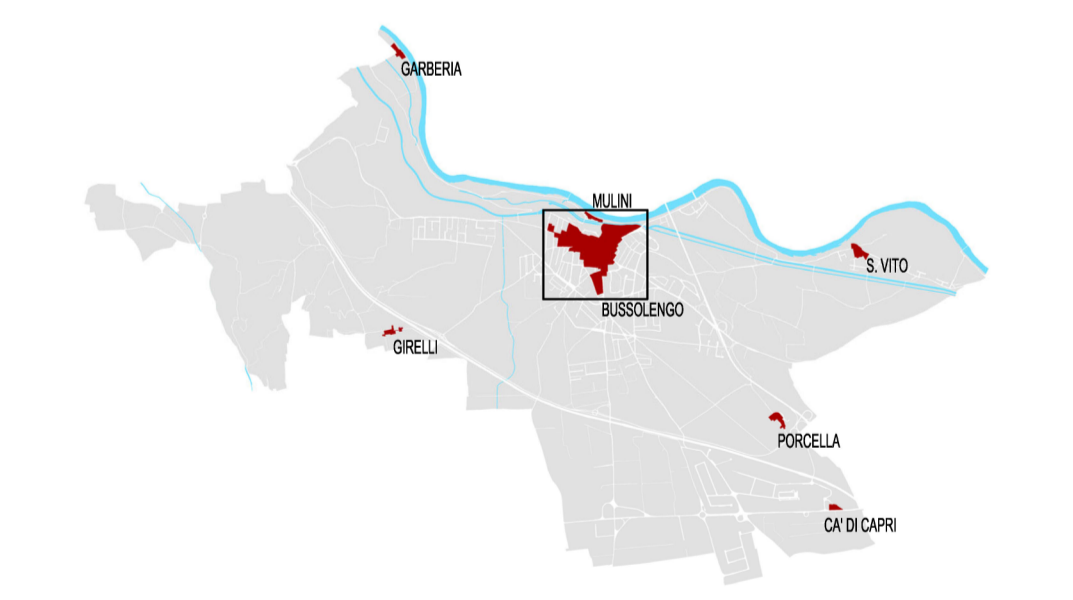 GARBERIA
MULINI
S. VITO
BUSSOLENGO
GIRELLI
PORCELLA
CA' DI CAPRI